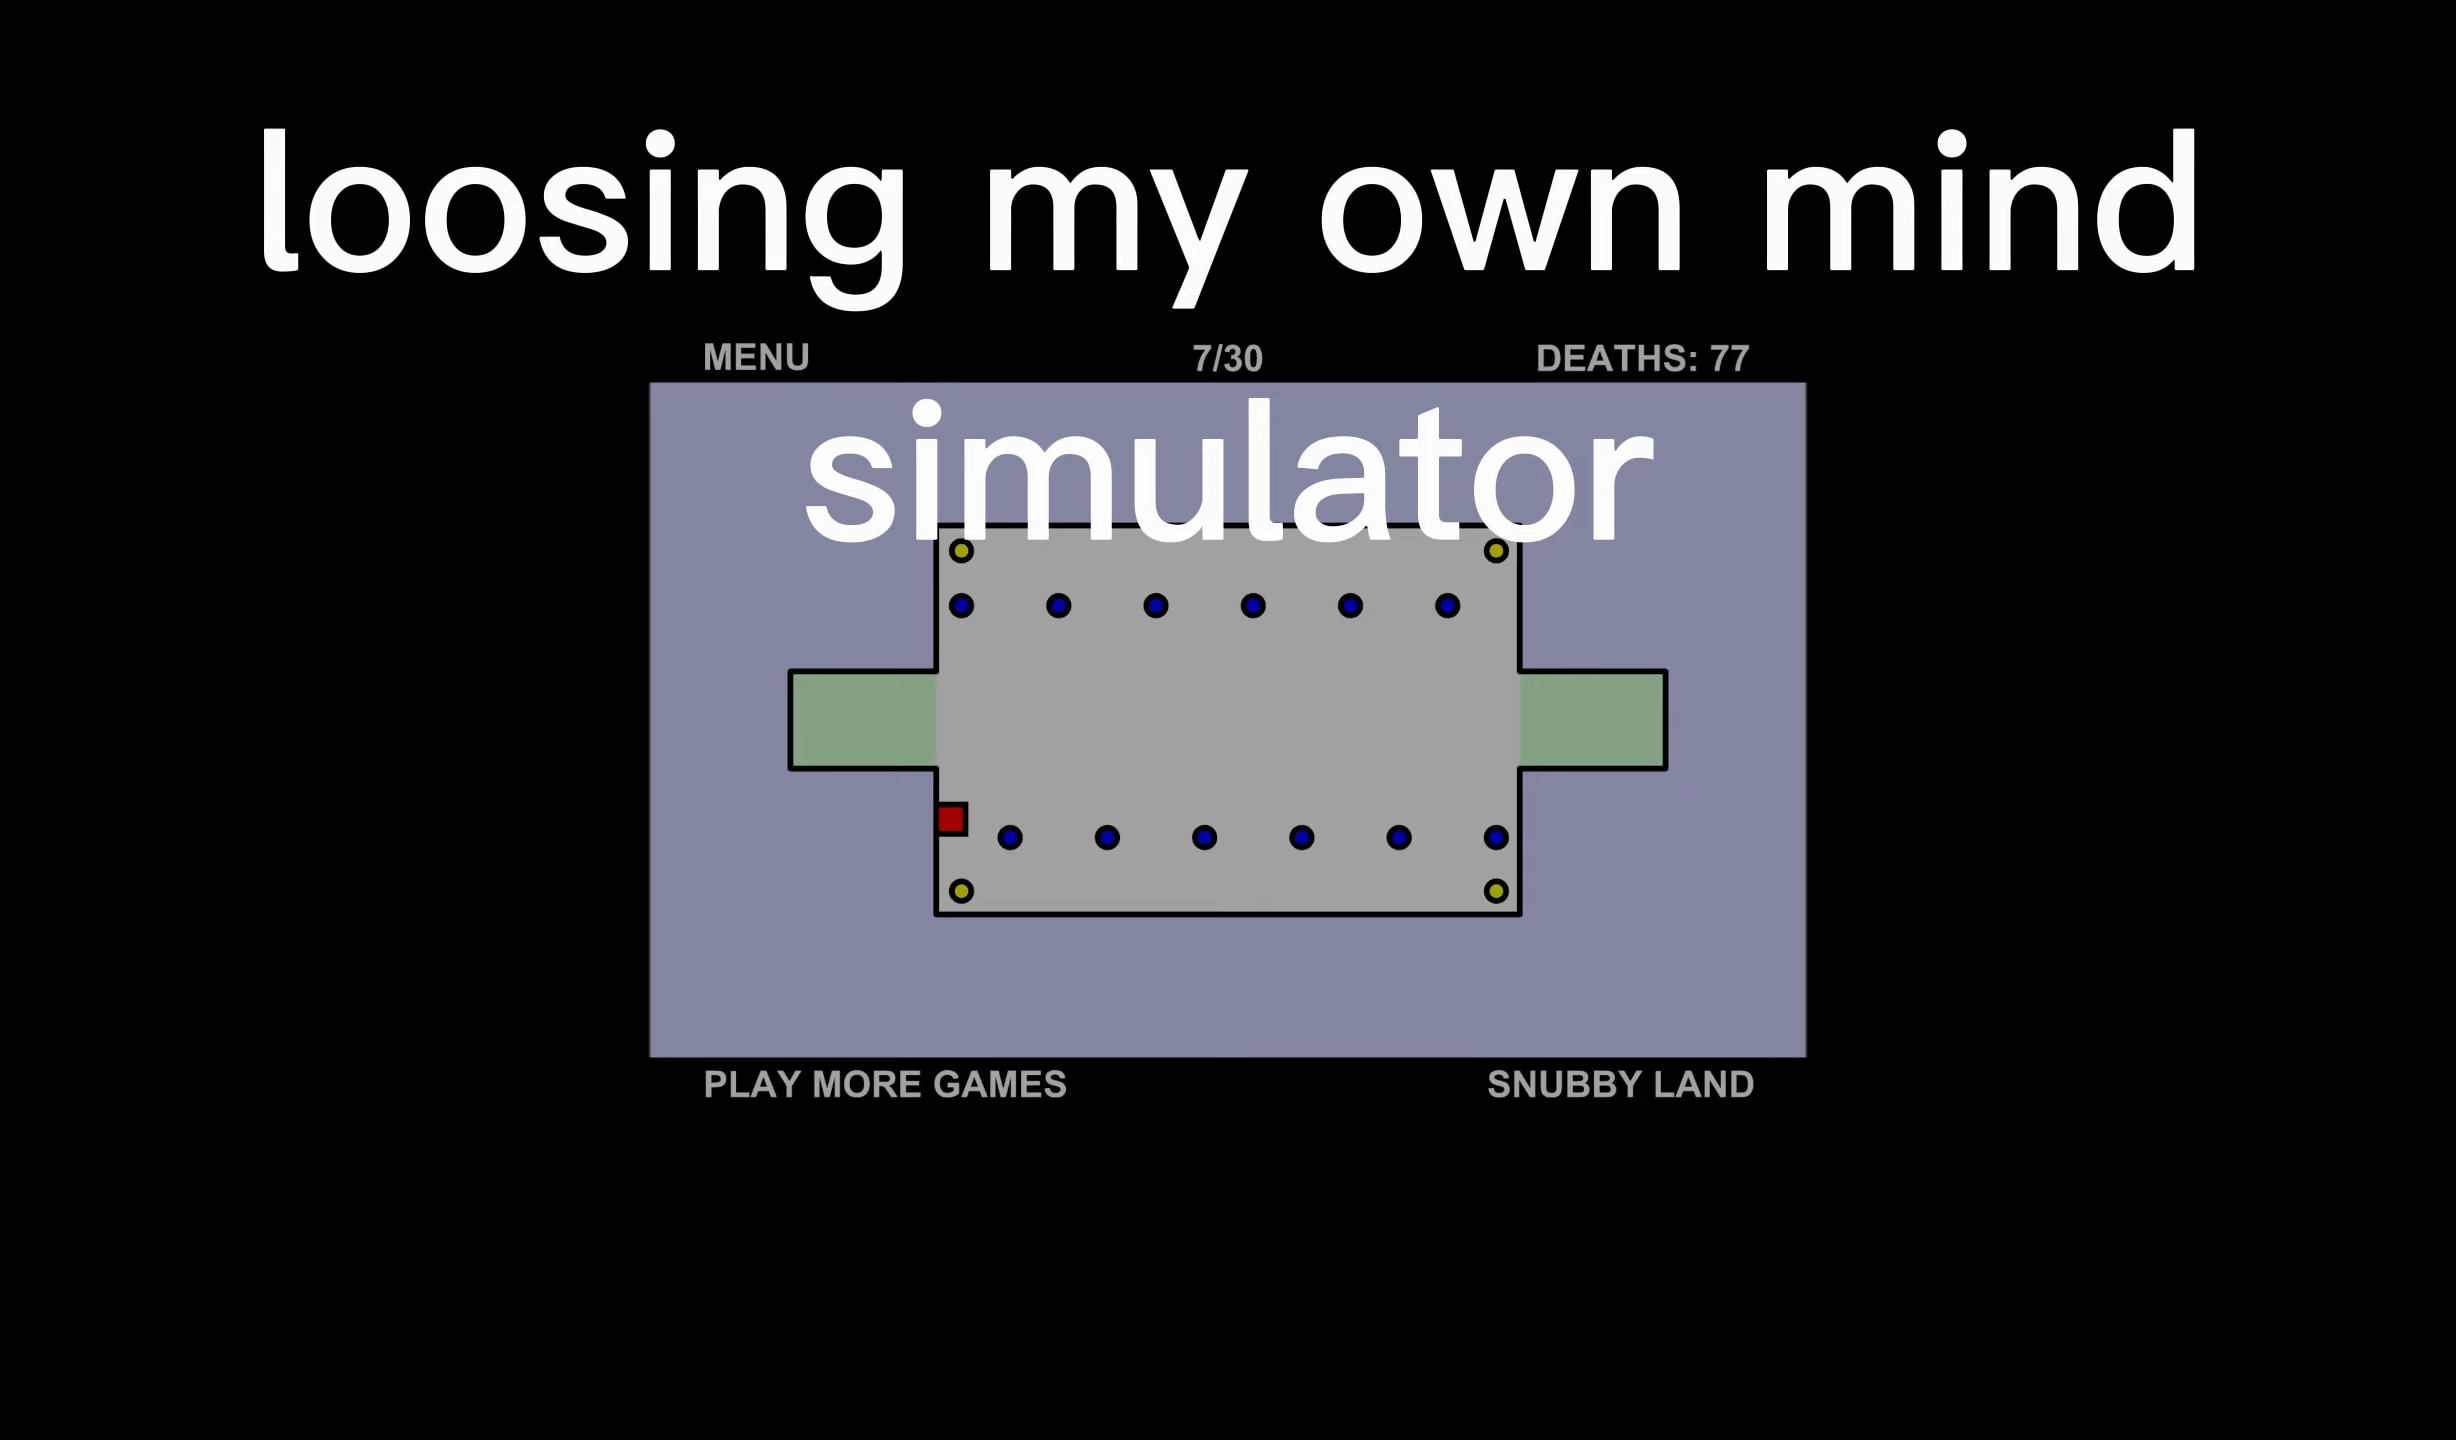 loosing my own mind
MENU 7/30 DEATHS: 77
simulator
PLAY MORE GAMES SNUBBY LAND